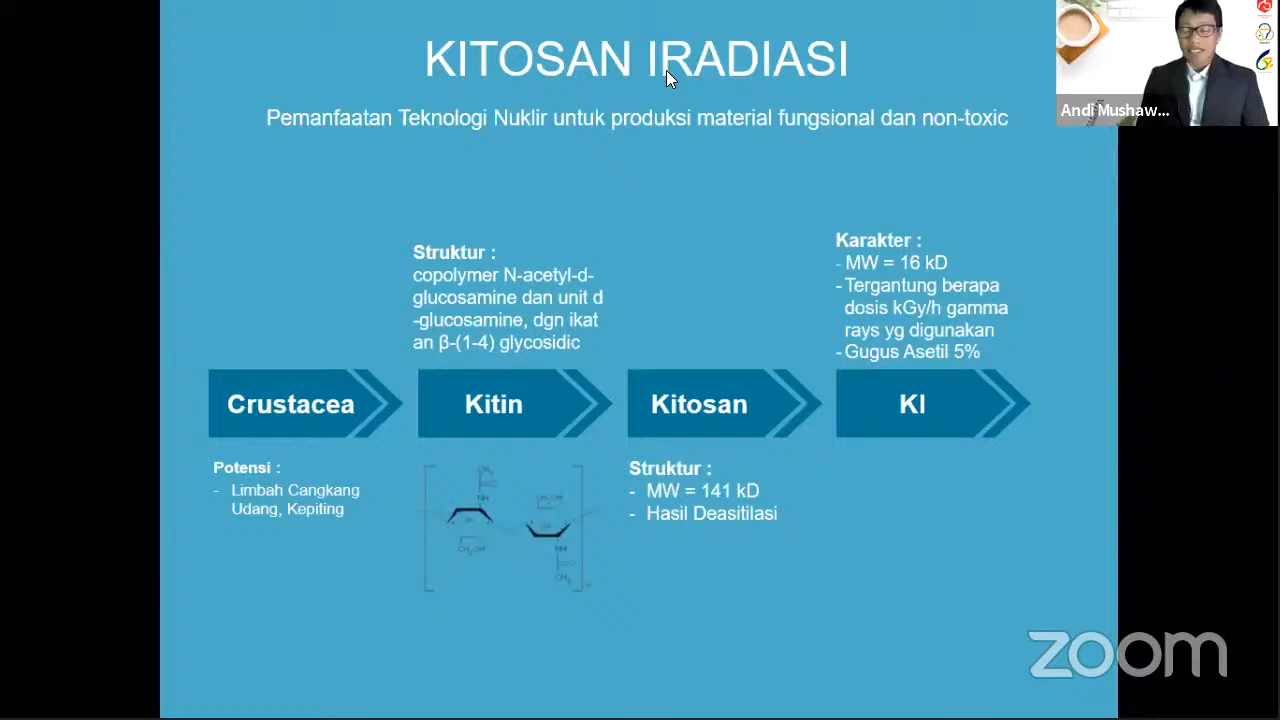 KITOSAN IRADIASI
Pemanfaatan Teknologi Nuklir untuk produksi material fungsional dan non-toxic
Andi Mushaw...
Struktur :
copolymer N-acetyl-d-
glucosamine dan unit d
-glucosamine, dgn ikat
an β-(1-4) glycosidic
Karakter :
- MW = 16 kD
- Tergantung berapa
dosis kGy/h gamma
rays yg digunakan
- Gugus Asetil 5%
Crustacea
Kitin
Kitosan
KI
Potensi :
- Limbah Cangkang
Udang, Kepiting
NH
NH
CH₃
Struktur :
- MW = 141 kD
- Hasil Deasitilasi
zoom